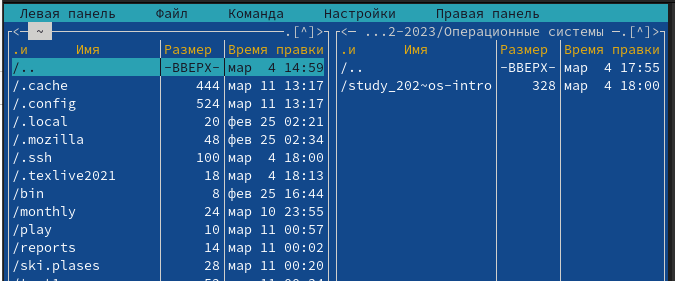 Левая панель Файл Команда Настройки Правая панель
<─ ~ ─.[^]> <─ ...2-2023/Операционные системы ─.[^]>
.и Имя Размер Время правки .и Имя Размер Время правки
/.. -ВВЕРХ- мар 4 14:59 /.. -ВВЕРХ- мар 4 17:55
/.cache 444 мар 11 13:17 /study_202~os-intro 328 мар 4 18:00
/.config 524 мар 11 13:17
/.local 20 фев 25 02:21
/.mozilla 48 фев 25 02:34
/.ssh 100 мар 4 18:00
/.texlive2021 18 мар 4 18:13
/bin 8 фев 25 16:44
/monthly 24 мар 10 23:55
/play 10 мар 11 00:57
/reports 14 мар 11 00:02
/ski.plases 28 мар 11 00:20